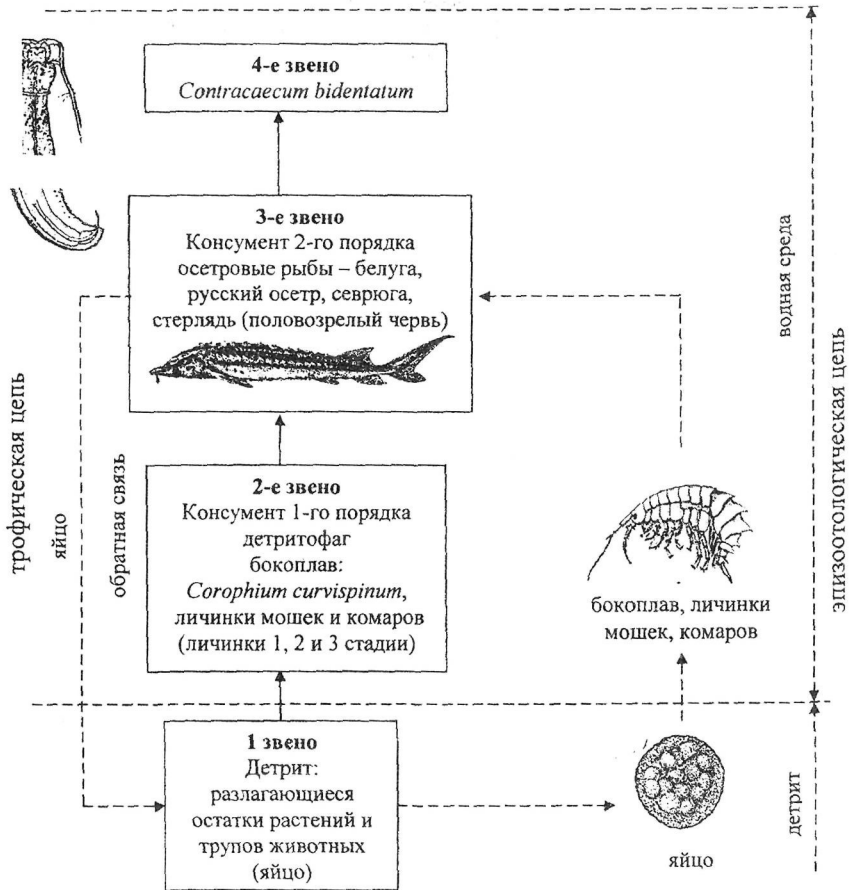 4-е звено
Contracaecum bidentatum
3-е звено
Консумент 2-го порядка
осетровые рыбы – белуга,
русский осетр, севрюга,
стерлядь (половозрелый червь)
2-е звено
Консумент 1-го порядка
детритофаг
бокоплав:
Corophium curvispinum,
личинки мошек и комаров
(личинки 1, 2 и 3 стадии)
1 звено
Детрит:
разлагающиеся
остатки растений и
трупов животных
(яйцо)
трофическая цепь
яйцо
обратная связь
бокоплав, личинки
мошек, комаров
яйцо
водная среда
детрит
эпизоотологическая цепь